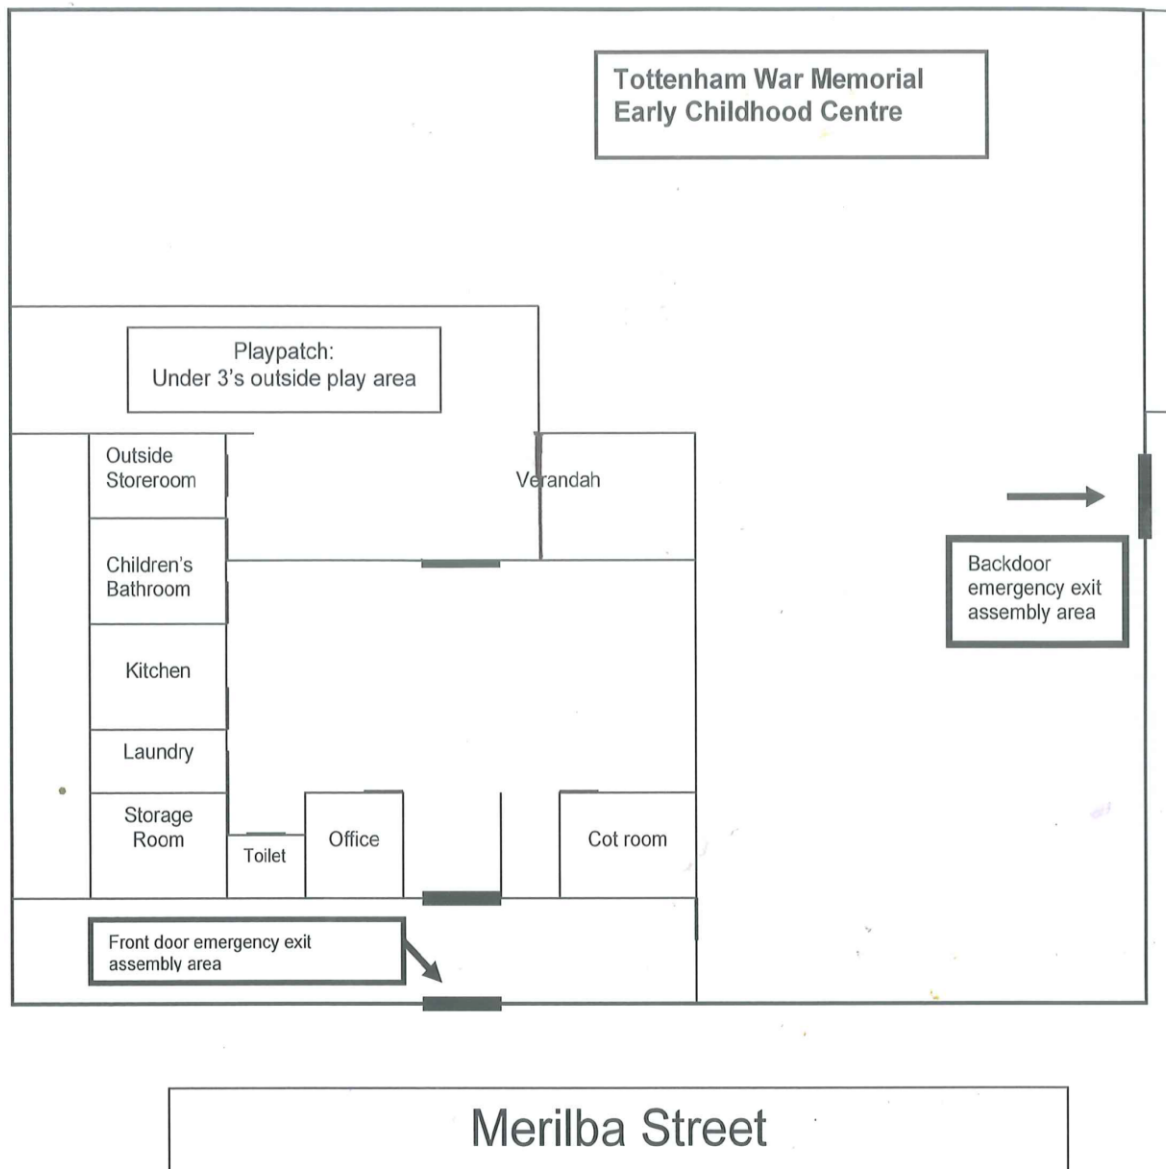 Tottenham War Memorial
Early Childhood Centre
Playpatch:
Under 3's outside play area
Outside
Storeroom
Verandah
Children's
Bathroom
Backdoor
emergency exit
assembly area
Kitchen
Laundry
Storage
Room
Toilet
Office
Cot room
Front door emergency exit
assembly area
Merilba Street